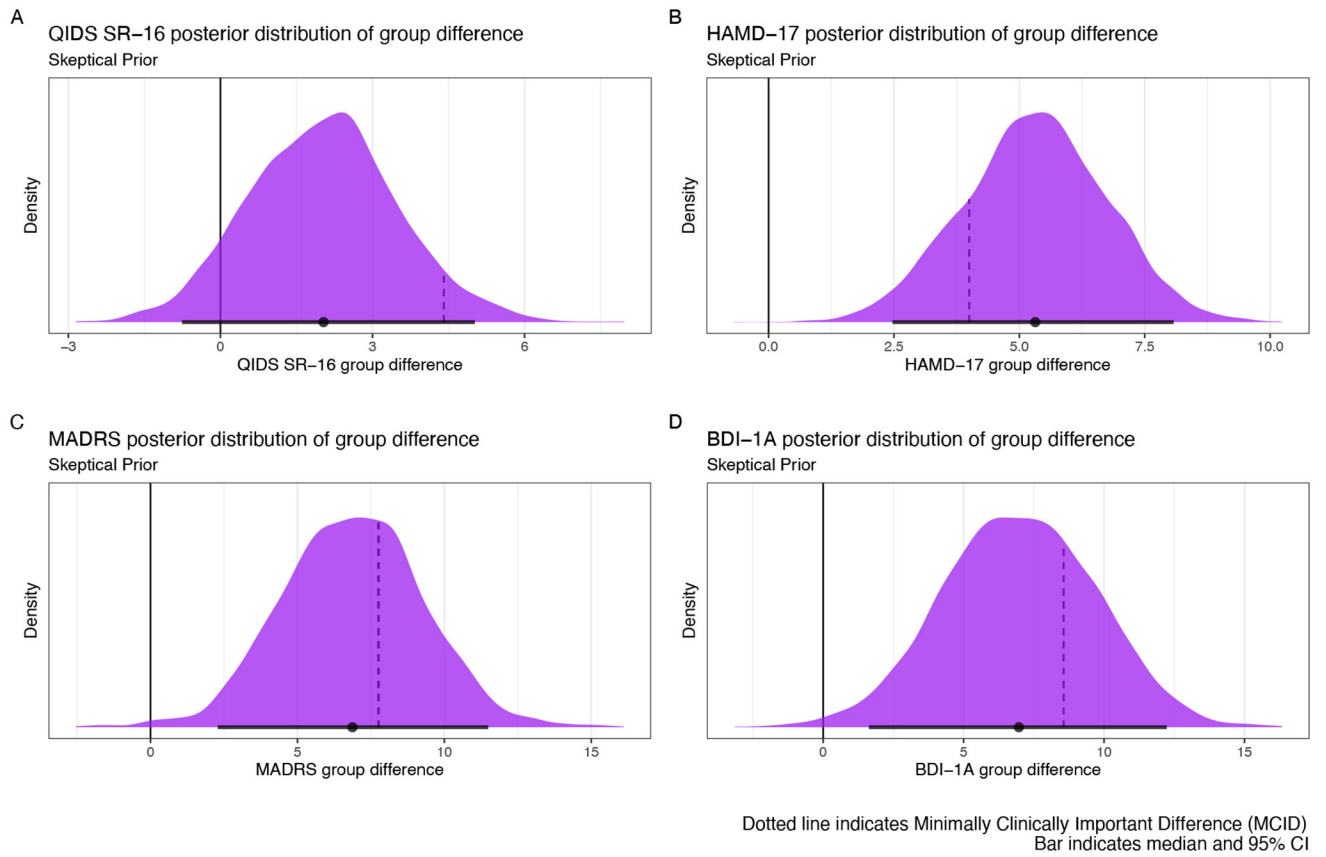 A
QIDS SR−16 posterior distribution of group difference
Skeptical Prior
Density
−3 0 3 6
QIDS SR−16 group difference
B
HAMD−17 posterior distribution of group difference
Skeptical Prior
Density
0.0 2.5 5.0 7.5 10.0
HAMD−17 group difference
C
MADRS posterior distribution of group difference
Skeptical Prior
Density
0 5 10 15
MADRS group difference
D
BDI−1A posterior distribution of group difference
Skeptical Prior
Density
0 5 10 15
BDI−1A group difference
Dotted line indicates Minimally Clinically Important Difference (MCID)
Bar indicates median and 95% CI